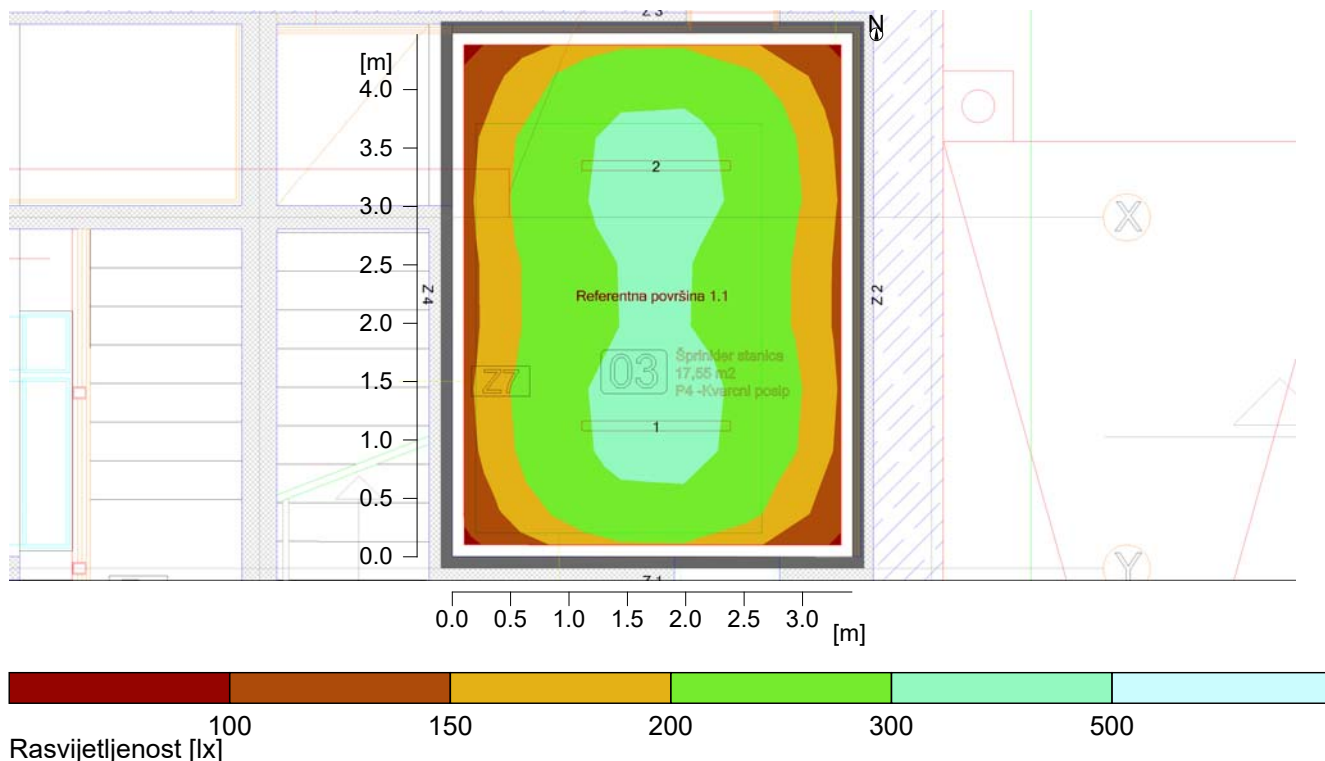 Z 3
N
[m]
4.0
3.5
2
3.0
X
2.5
Z 4
Referentna površina 1.1
Z 2
2.0
03
Šprinkler stanica
17,55 m2
P4 -Kvarcni posip
Z7
1.5
1
1.0
0.5
0.0
Z 1
Y
0.0 0.5 1.0 1.5 2.0 2.5 3.0
[m]
100 150 200 300 500
Rasvijetljenost [lx]